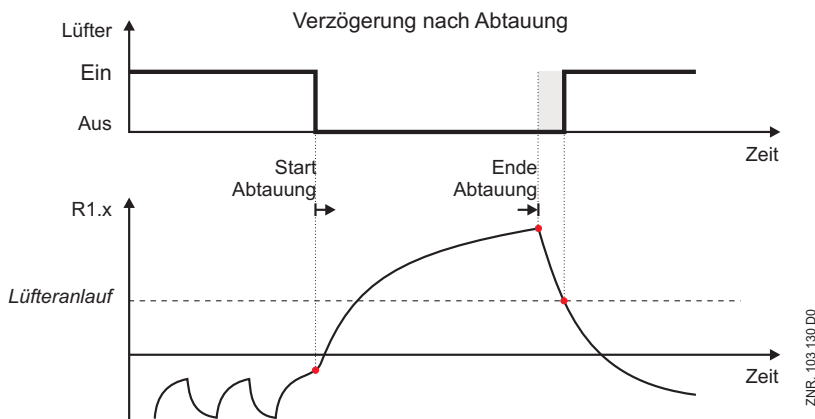 Verzögerung nach Abtauung
Lüfter
Ein
Aus
Zeit
Start
Abtauung
Ende
Abtauung
R1.x
Lüfteranlauf
Zeit
ZNR. 103 130 D0